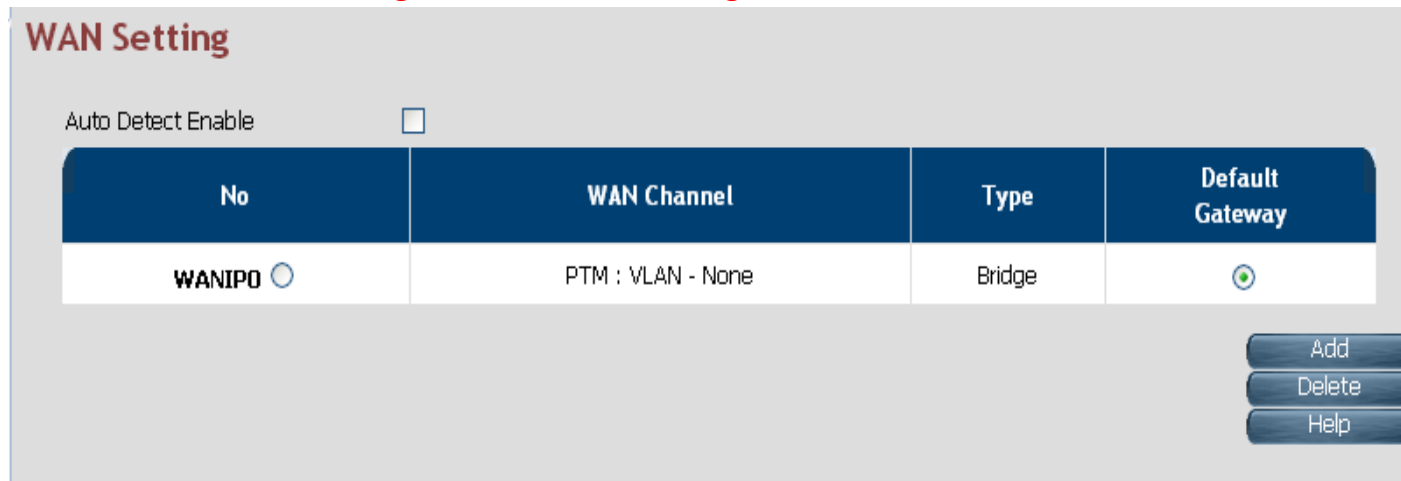 WAN Setting
Auto Detect Enable
No WAN Channel Type Default Gateway
WANIP0 PTM : VLAN - None Bridge
Add
Delete
Help